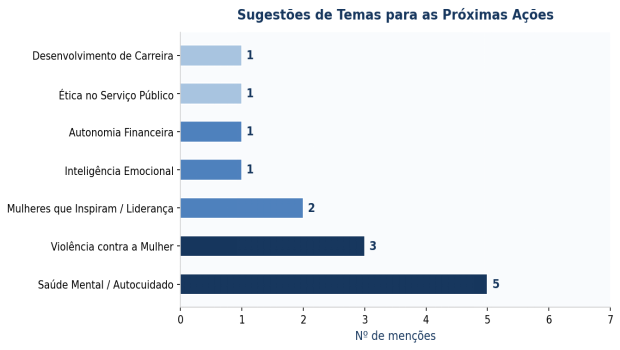 Sugestões de Temas para as Próximas Ações
Desenvolvimento de Carreira 1
Ética no Serviço Público 1
Autonomia Financeira 1
Inteligência Emocional 1
Mulheres que Inspiram / Liderança 2
Violência contra a Mulher 3
Saúde Mental / Autocuidado 5
0 1 2 3 4 5 6 7
Nº de menções